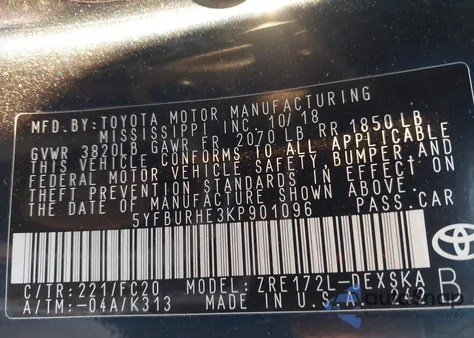 MFD.BY:TOYOTA MOTOR MANUFACTURING
MISSISSIPPI INC. 10/18
GVWR 3820LB GAWR FR 2070 LB RR 1850LB
THIS VEHICLE CONFORMS TO ALL APPLICABLE
FEDERAL MOTOR VEHICLE SAFETY, BUMPER AND
THEFT PREVENTION STANDARDS IN EFFECT ON
THE DATE OF MANUFACTURE SHOWN ABOVE.
5YFBURHE3KP901096 PASS.CAR
C/TR:221/FC20 MODEL: ZRE172L-DEXSKA B
A/TM:-04A/K313 MADE IN U.S.A. 262